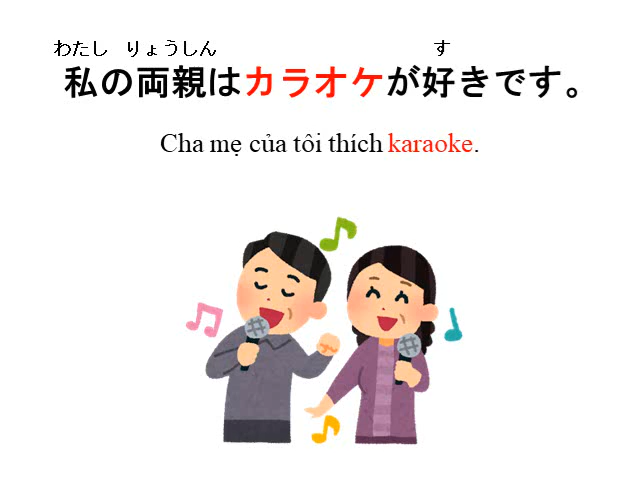 わたし りょうしん す
私の両親はカラオケが好きです。
Cha mẹ của tôi thích karaoke.